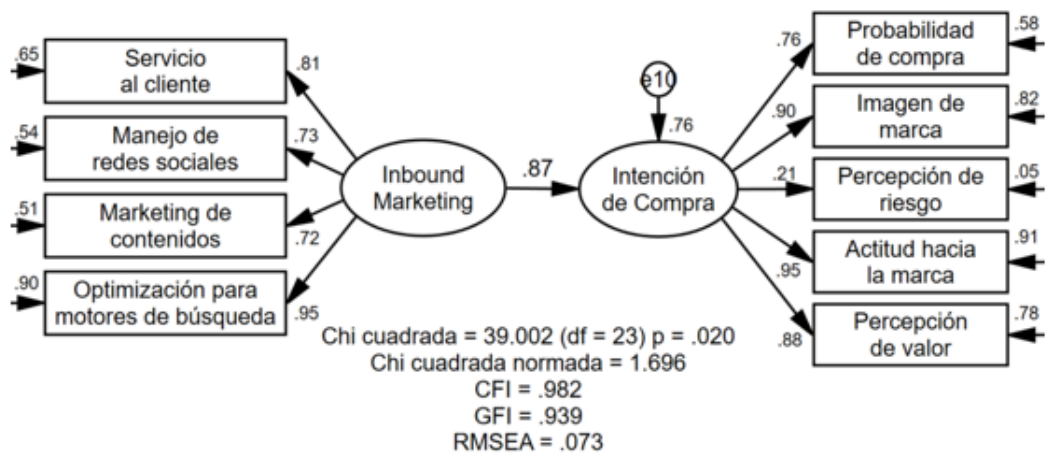 .65
Servicio
al cliente
.81
.54
Manejo de
redes sociales
.73
.51
Marketing de
contenidos
.72
.90
Optimización para
motores de búsqueda
.95
Inbound
Marketing
.87
e10
.76
Intención
de Compra
.76
Probabilidad
de compra
.58
.90
Imagen de
marca
.82
.21
Percepción de
riesgo
.05
.95
Actitud hacia
la marca
.91
.88
Percepción
de valor
.78
Chi cuadrada = 39.002 (df = 23) p = .020
Chi cuadrada normada = 1.696
CFI = .982
GFI = .939
RMSEA = .073